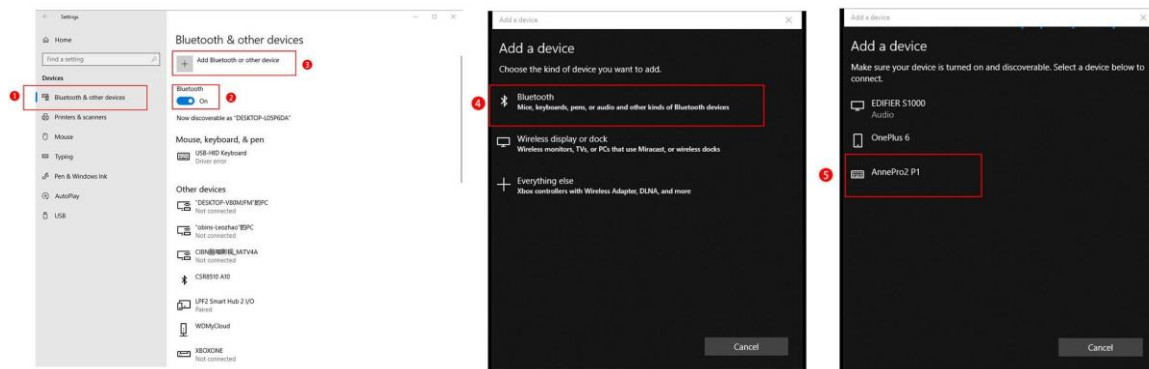 Settings
Home
Find a setting
Devices
1
Bluetooth & other devices
Printers & scanners
Mouse
Typing
Pen & Windows Ink
AutoPlay
USB
Bluetooth & other devices
Add Bluetooth or other device
3
Bluetooth
On
2
Now discoverable as "DESKTOP-L05P6DA"
Mouse, keyboard, & pen
USB-HID Keyboard
Driver error
Other devices
Not connected
"obins-Leozhao"的PC
Not connected
Not connected
CSR8510 A10
LPF2 Smart Hub 2 I/O
Paired
WDMyCloud
XBOXONE
Not connected
Add a device
Add a device
Choose the kind of device you want to add.
4
Bluetooth
Mice, keyboards, pens, or audio and other kinds of Bluetooth devices
Wireless display or dock
Wireless monitors, TVs, or PCs that use Miracast, or wireless docks
Everything else
Xbox controllers with Wireless Adapter, DLNA, and more
Cancel
Add a device
Add a device
Make sure your device is turned on and discoverable. Select a device below to
connect.
EDIFIER S1000
Audio
OnePlus 6
5
AnnePro2 P1
Cancel